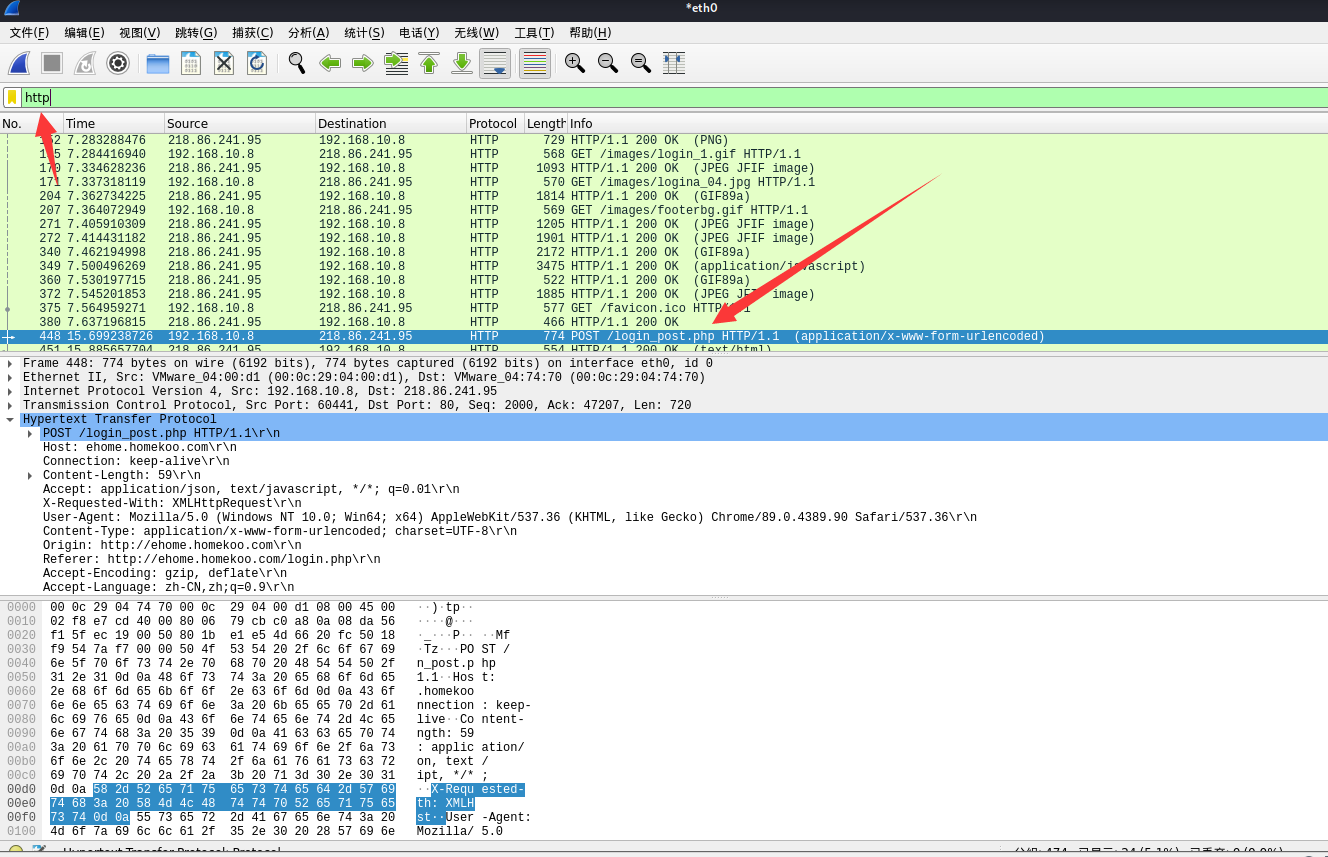 *eth0
文件(F) 编辑(E) 视图(V) 跳转(G) 捕获(C) 分析(A) 统计(S) 电话(Y) 无线(W) 工具(T) 帮助(H)
http
No. Time Source Destination Protocol Length Info
7.283288476 218.86.241.95 192.168.10.8 HTTP 729 HTTP/1.1 200 OK (PNG)
7.284416940 192.168.10.8 218.86.241.95 HTTP 568 GET /images/login_1.gif HTTP/1.1
170 7.334628236 218.86.241.95 192.168.10.8 HTTP 1093 HTTP/1.1 200 OK (JPEG JFIF image)
171 7.337318119 192.168.10.8 218.86.241.95 HTTP 570 GET /images/logina_04.jpg HTTP/1.1
204 7.362734225 218.86.241.95 192.168.10.8 HTTP 1814 HTTP/1.1 200 OK (GIF89a)
207 7.364072949 192.168.10.8 218.86.241.95 HTTP 569 GET /images/footerbg.gif HTTP/1.1
271 7.405910309 218.86.241.95 192.168.10.8 HTTP 1205 HTTP/1.1 200 OK (JPEG JFIF image)
272 7.414431182 218.86.241.95 192.168.10.8 HTTP 1901 HTTP/1.1 200 OK (JPEG JFIF image)
340 7.462194998 218.86.241.95 192.168.10.8 HTTP 2172 HTTP/1.1 200 OK (GIF89a)
349 7.500496269 218.86.241.95 192.168.10.8 HTTP 3475 HTTP/1.1 200 OK (application/javascript)
360 7.530197715 218.86.241.95 192.168.10.8 HTTP 522 HTTP/1.1 200 OK (GIF89a)
372 7.545201853 218.86.241.95 192.168.10.8 HTTP 1885 HTTP/1.1 200 OK (JPEG JFIF image)
375 7.564959271 192.168.10.8 218.86.241.95 HTTP 577 GET /favicon.ico HTTP/1.1
380 7.637196815 218.86.241.95 192.168.10.8 HTTP 466 HTTP/1.1 200 OK
448 15.699238726 192.168.10.8 218.86.241.95 HTTP 774 POST /login_post.php HTTP/1.1 (application/x-www-form-urlencoded)
451 15.885657704 218.86.241.95 192.168.10.8 HTTP 554 HTTP/1.1 200 OK (text/html)
Frame 448: 774 bytes on wire (6192 bits), 774 bytes captured (6192 bits) on interface eth0, id 0
Ethernet II, Src: VMware_04:00:d1 (00:0c:29:04:00:d1), Dst: VMware_04:74:70 (00:0c:29:04:74:70)
Internet Protocol Version 4, Src: 192.168.10.8, Dst: 218.86.241.95
Transmission Control Protocol, Src Port: 60441, Dst Port: 80, Seq: 2000, Ack: 47207, Len: 720
Hypertext Transfer Protocol
POST /login_post.php HTTP/1.1\r\n
Host: ehome.homekoo.com\r\n
Connection: keep-alive\r\n
Content-Length: 59\r\n
Accept: application/json, text/javascript, */*; q=0.01\r\n
X-Requested-With: XMLHttpRequest\r\n
User-Agent: Mozilla/5.0 (Windows NT 10.0; Win64; x64) AppleWebKit/537.36 (KHTML, like Gecko) Chrome/89.0.4389.90 Safari/537.36\r\n
Content-Type: application/x-www-form-urlencoded; charset=UTF-8\r\n
Origin: http://ehome.homekoo.com\r\n
Referer: http://ehome.homekoo.com/login.php\r\n
Accept-Encoding: gzip, deflate\r\n
Accept-Language: zh-CN,zh;q=0.9\r\n
0000 00 0c 29 04 74 70 00 0c 29 04 00 d1 08 00 45 00 ··)·tp··
0010 02 f8 e7 cd 40 00 80 06 79 cb c0 a8 0a 08 da 56 ····@···
0020 f1 5f ec 19 00 50 80 1b e1 e5 4d 66 20 fc 50 18 ·_···P·· ··Mf
0030 f9 54 7a f7 00 00 50 4f 53 54 20 2f 6c 6f 67 69 ·Tz···PO ST /
0040 6e 5f 70 6f 73 74 2e 70 68 70 20 48 54 54 50 2f n_post.p hp
0050 31 2e 31 0d 0a 48 6f 73 74 3a 20 65 68 6f 6d 65 1.1··Hos t:
0060 2e 68 6f 6d 65 6b 6f 6f 2e 63 6f 6d 0d 0a 43 6f .homekoo
0070 6e 6e 65 63 74 69 6f 6e 3a 20 6b 65 65 70 2d 61 nnection : keep-
0080 6c 69 76 65 0d 0a 43 6f 6e 74 65 6e 74 2d 4c 65 live··Co ntent-
0090 6e 67 74 68 3a 20 35 39 0d 0a 41 63 63 65 70 74 ngth: 59
00a0 3a 20 61 70 70 6c 69 63 61 74 69 6f 6e 2f 6a 73 : applic ation/
00b0 6f 6e 2c 20 74 65 78 74 2f 6a 61 76 61 73 63 72 on, text /
00c0 69 70 74 2c 20 2a 2f 2a 3b 20 71 3d 30 2e 30 31 ipt, */* ;
00d0 0d 0a 58 2d 52 65 71 75 65 73 74 65 64 2d 57 69 ··X-Requ ested-
00e0 74 68 3a 20 58 4d 4c 48 74 74 70 52 65 71 75 65 th: XMLH
00f0 73 74 0d 0a 55 73 65 72 2d 41 67 65 6e 74 3a 20 st··User -Agent:
0100 4d 6f 7a 69 6c 6c 61 2f 35 2e 30 20 28 57 69 6e Mozilla/ 5.0
Hypertext Transfer Protocol: Protocol 分组: 474 · 已显示: 24 (5.1%) · 已丢弃: 0 (0.0%)